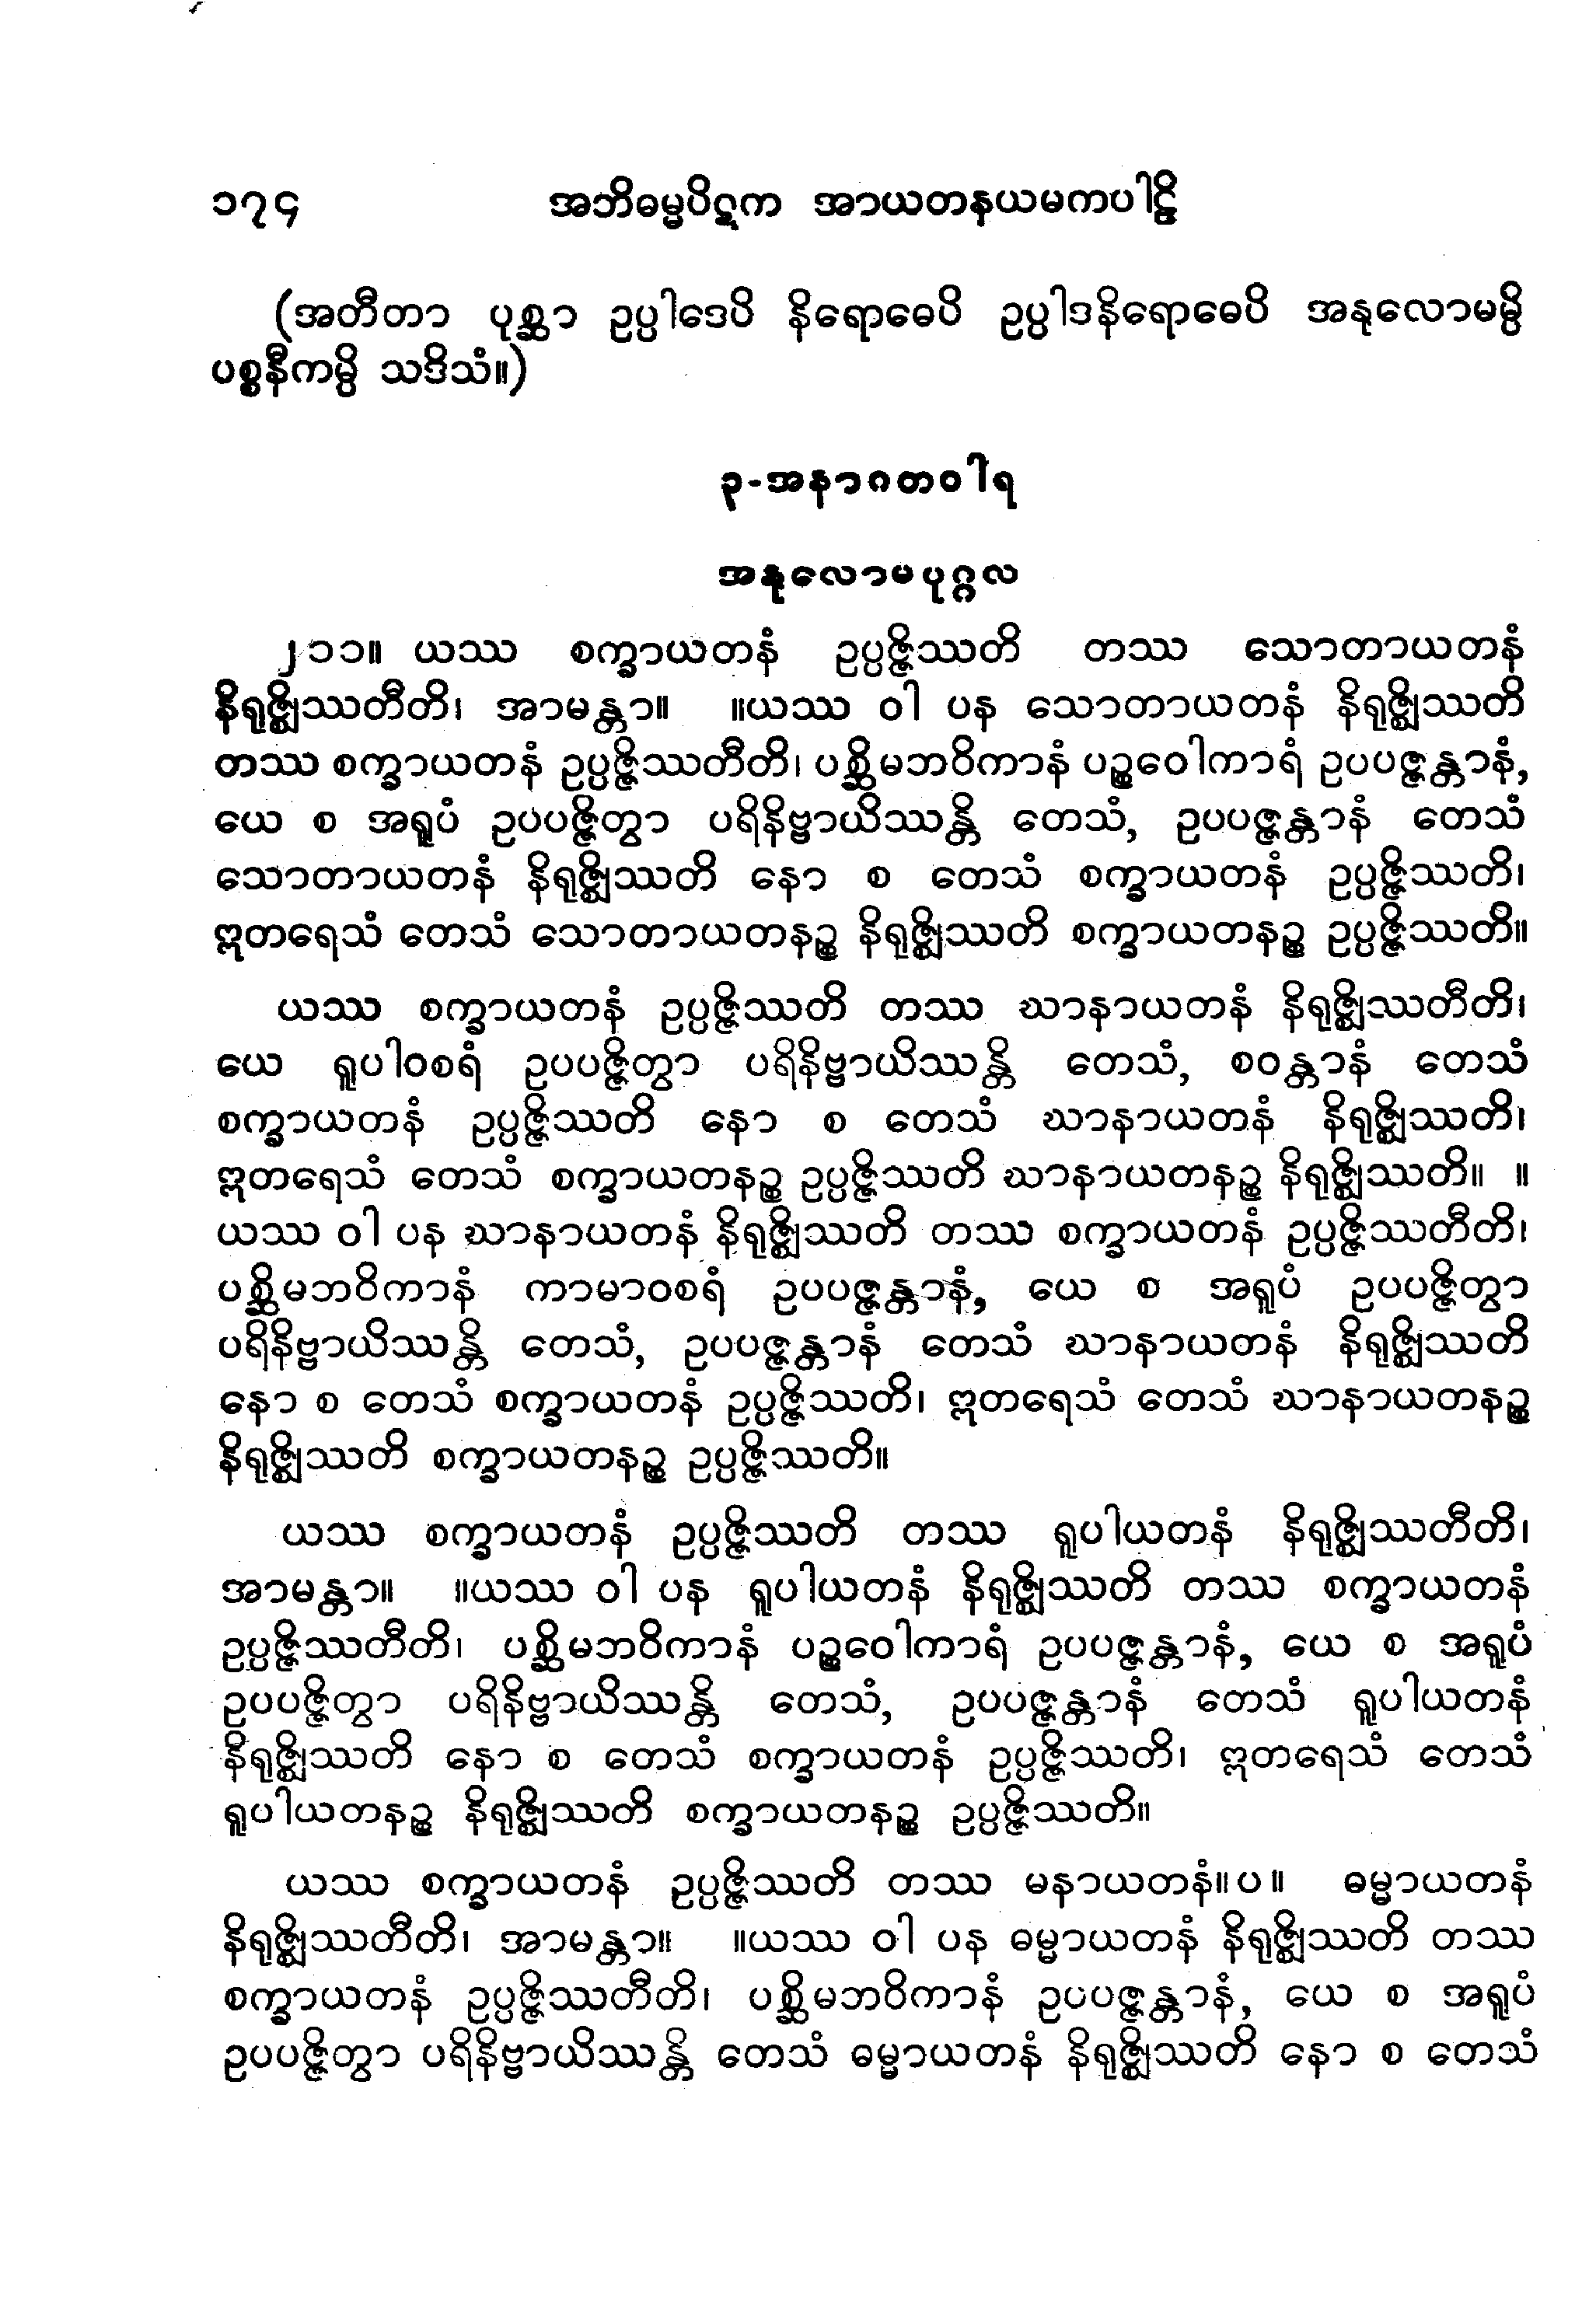 ၁၇၄ အဘိဓမ္မပိဋက အာယတနယမကပါဠိ
(အတီတာ ပုစ္ဆာ ဥပ္ပါဒေပိ နိရောဓေပိ ဥပ္ပါဒနိရောဓေပိ အနုလောမမ္ပိ
ပစ္စနီကမ္ပိ သဒိသံ။)
၃-အနာဂတဝါရ
အနုလောမပုဂ္ဂလ
၂၁၁။ ယဿ စက္ခာယတနံ ဥပ္ပဇ္ဇိဿတိ တဿ သောတာယတနံ
နိရုဇ္ဈိဿတီတိ၊ အာမန္တာ။ ။ယဿ ဝါ ပန သောတာယတနံ နိရုဇ္ဈိဿတိ
တဿ စက္ခာယတနံ ဥပ္ပဇ္ဇိဿတီတိ၊ ပစ္ဆိမဘဝိကာနံ ပဉ္စဝေါကာရံ ဥပပဇ္ဇန္တာနံ,
ယေ စ အရူပံ ဥပပဇ္ဇိတွာ ပရိနိဗ္ဗာယိဿန္တိ တေသံ, ဥပပဇ္ဇန္တာနံ တေသံ
သောတာယတနံ နိရုဇ္ဈိဿတိ နော စ တေသံ စက္ခာယတနံ ဥပ္ပဇ္ဇိဿတိ၊
ဣတရေသံ တေသံ သောတာယတနဉ္စ နိရုဇ္ဈိဿတိ စက္ခာယတနဉ္စ ဥပ္ပဇ္ဇိဿတိ။
ယဿ စက္ခာယတနံ ဥပ္ပဇ္ဇိဿတိ တဿ ဃာနာယတနံ နိရုဇ္ဈိဿတီတိ၊
ယေ ရူပါဝစရံ ဥပပဇ္ဇိတွာ ပရိနိဗ္ဗာယိဿန္တိ တေသံ, စဝန္တာနံ တေသံ
စက္ခာယတနံ ဥပ္ပဇ္ဇိဿတိ နော စ တေသံ ဃာနာယတနံ နိရုဇ္ဈိဿတိ၊
ဣတရေသံ တေသံ စက္ခာယတနဉ္စ ဥပ္ပဇ္ဇိဿတိ ဃာနာယတနဉ္စ နိရုဇ္ဈိဿတိ။ ။
ယဿ ဝါ ပန ဃာနာယတနံ နိရုဇ္ဈိဿတိ တဿ စက္ခာယတနံ ဥပ္ပဇ္ဇိဿတီတိ၊
ပစ္ဆိမဘဝိကာနံ ကာမာဝစရံ ဥပပဇ္ဇန္တာနံ, ယေ စ အရူပံ ဥပပဇ္ဇိတွာ
ပရိနိဗ္ဗာယိဿန္တိ တေသံ, ဥပပဇ္ဇန္တာနံ တေသံ ဃာနာယတနံ နိရုဇ္ဈိဿတိ
နော စ တေသံ စက္ခာယတနံ ဥပ္ပဇ္ဇိဿတိ၊ ဣတရေသံ တေသံ ဃာနာယတနဉ္စ
နိရုဇ္ဈိဿတိ စက္ခာယတနဉ္စ ဥပ္ပဇ္ဇိဿတိ။
ယဿ စက္ခာယတနံ ဥပ္ပဇ္ဇိဿတိ တဿ ရူပါယတနံ နိရုဇ္ဈိဿတီတိ၊
အာမန္တာ။ ။ယဿ ဝါ ပန ရူပါယတနံ နိရုဇ္ဈိဿတိ တဿ စက္ခာယတနံ
ဥပ္ပဇ္ဇိဿတီတိ၊ ပစ္ဆိမဘဝိကာနံ ပဉ္စဝေါကာရံ ဥပပဇ္ဇန္တာနံ, ယေ စ အရူပံ
ဥပပဇ္ဇိတွာ ပရိနိဗ္ဗာယိဿန္တိ တေသံ, ဥပပဇ္ဇန္တာနံ တေသံ ရူပါယတနံ
နိရုဇ္ဈိဿတိ နော စ တေသံ စက္ခာယတနံ ဥပ္ပဇ္ဇိဿတိ၊ ဣတရေသံ တေသံ
ရူပါယတနဉ္စ နိရုဇ္ဈိဿတိ စက္ခာယတနဉ္စ ဥပ္ပဇ္ဇိဿတိ။
ယဿ စက္ခာယတနံ ဥပ္ပဇ္ဇိဿတိ တဿ မနာယတနံ။ပ။ ဓမ္မာယတနံ
နိရုဇ္ဈိဿတီတိ၊ အာမန္တာ။ ။ယဿ ဝါ ပန ဓမ္မာယတနံ နိရုဇ္ဈိဿတိ တဿ
စက္ခာယတနံ ဥပ္ပဇ္ဇိဿတီတိ၊ ပစ္ဆိမဘဝိကာနံ ဥပပဇ္ဇန္တာနံ, ယေ စ အရူပံ
ဥပပဇ္ဇိတွာ ပရိနိဗ္ဗာယိဿန္တိ တေသံ ဓမ္မာယတနံ နိရုဇ္ဈိဿတိ နော စ တေသံ